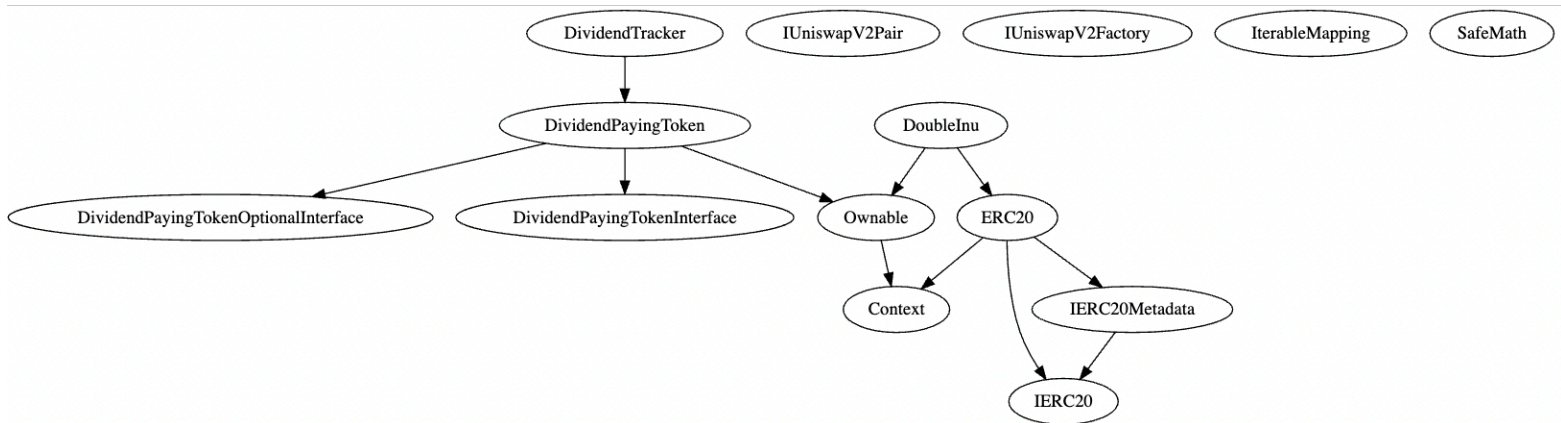 DividendTracker
IUniswapV2Pair
IUniswapV2Factory
IterableMapping
SafeMath
DividendPayingToken
DoubleInu
DividendPayingTokenOptionalInterface
DividendPayingTokenInterface
Ownable
ERC20
Context
IERC20Metadata
IERC20